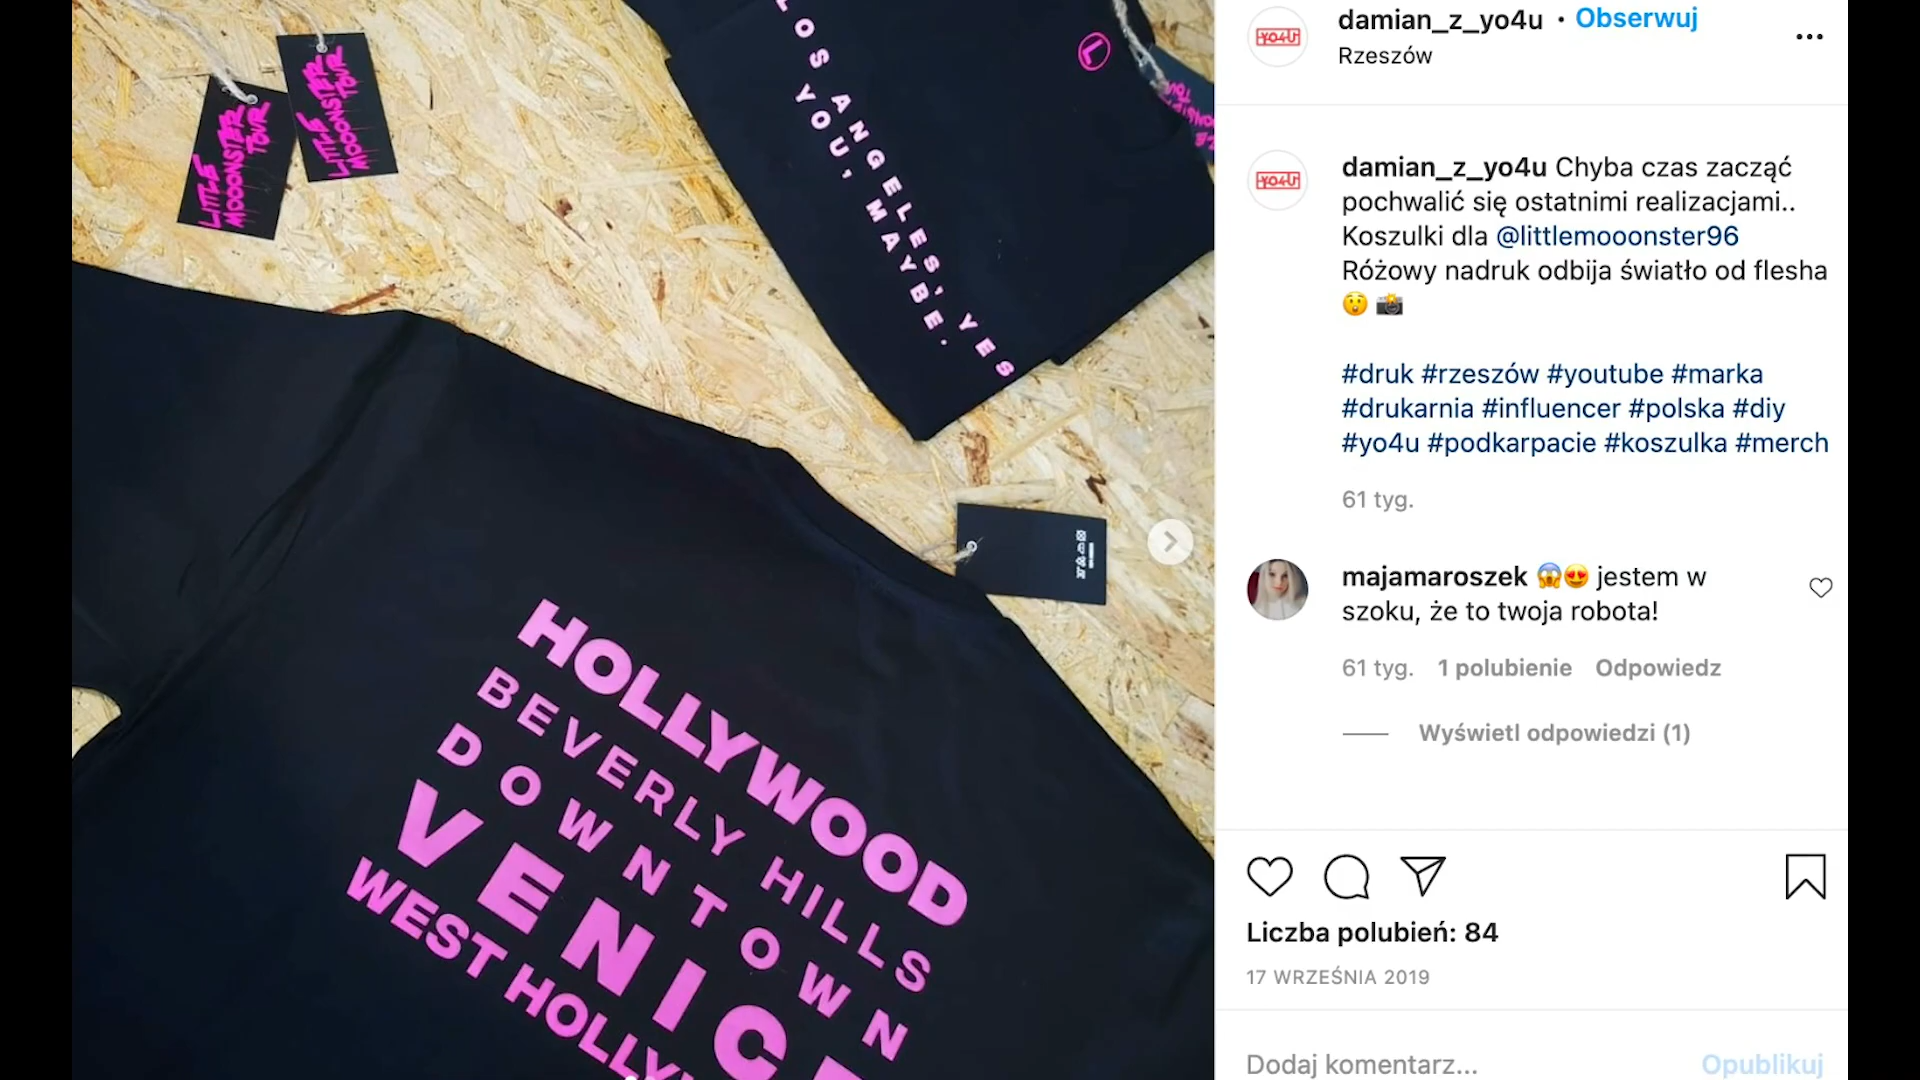 LITTLE
MOOONSTER
TOUR
LITTLE
MOOONSTER
TOUR
LOS ANGELES, YES
YOU, MAYBE.
L
HOLLYWOOD
BEVERLY HILLS
DOWNTOWN
VENICE
WEST HOLLY
YO4U
damian_z_yo4u • Obserwuj
Rzeszów
YO4U
damian_z_yo4u Chyba czas zacząć
pochwalić się ostatnimi realizacjami..
Koszulki dla @littlemooonster96
Różowy nadruk odbija światło od flesha
😲 📸
#druk #rzeszów #youtube #marka
#drukarnia #influencer #polska #diy
#yo4u #podkarpacie #koszulka #merch
61 tyg.
majamaroszek 😱😍 jestem w
szoku, że to twoja robota!
61 tyg. 1 polubienie Odpowiedz
Wyświetl odpowiedzi (1)
Liczba polubień: 84
17 WRZEŚNIA 2019
Dodaj komentarz...
Opublikuj